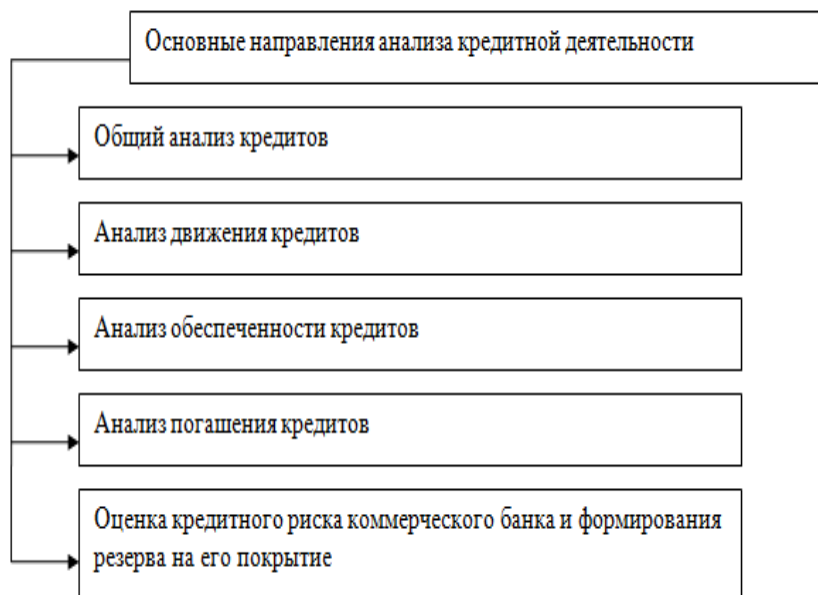 Основные направления анализа кредитной деятельности
Общий анализ кредитов
Анализ движения кредитов
Анализ обеспеченности кредитов
Анализ погашения кредитов
Оценка кредитного риска коммерческого банка и формирования
резерва на его покрытие